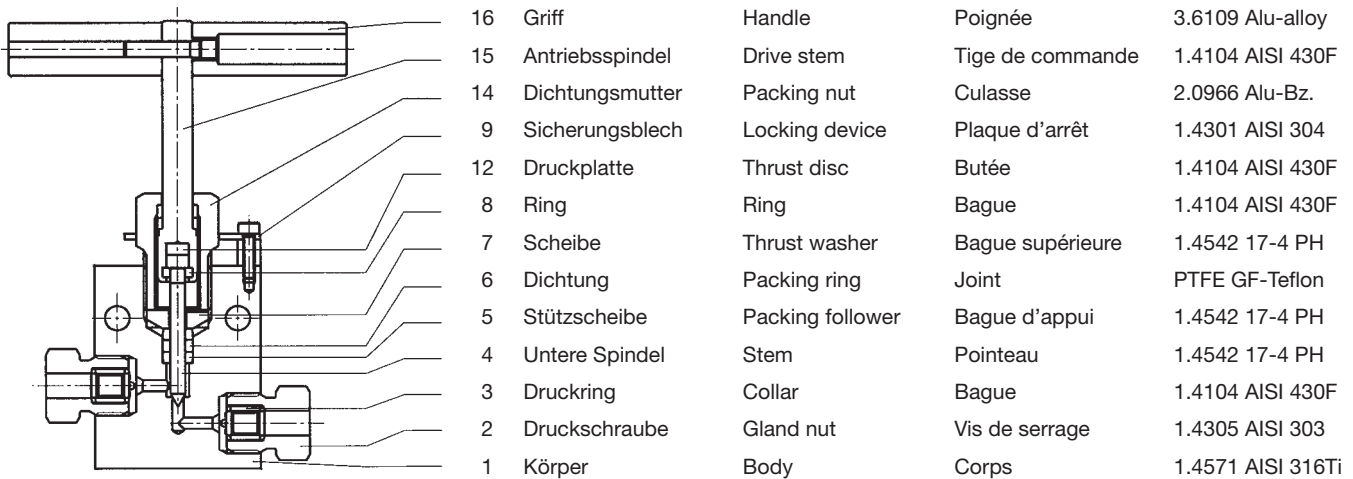 16 Griff Handle Poignée 3.6109 Alu-alloy
15 Antriebsspindel Drive stem Tige de commande 1.4104 AISI 430F
14 Dichtungsmutter Packing nut Culasse 2.0966 Alu-Bz.
9 Sicherungsblech Locking device Plaque d’arrêt 1.4301 AISI 304
12 Druckplatte Thrust disc Butée 1.4104 AISI 430F
8 Ring Ring Bague 1.4104 AISI 430F
7 Scheibe Thrust washer Bague supérieure 1.4542 17-4 PH
6 Dichtung Packing ring Joint PTFE GF-Teflon
5 Stützscheibe Packing follower Bague d’appui 1.4542 17-4 PH
4 Untere Spindel Stem Pointeau 1.4542 17-4 PH
3 Druckring Collar Bague 1.4104 AISI 430F
2 Druckschraube Gland nut Vis de serrage 1.4305 AISI 303
1 Körper Body Corps 1.4571 AISI 316Ti